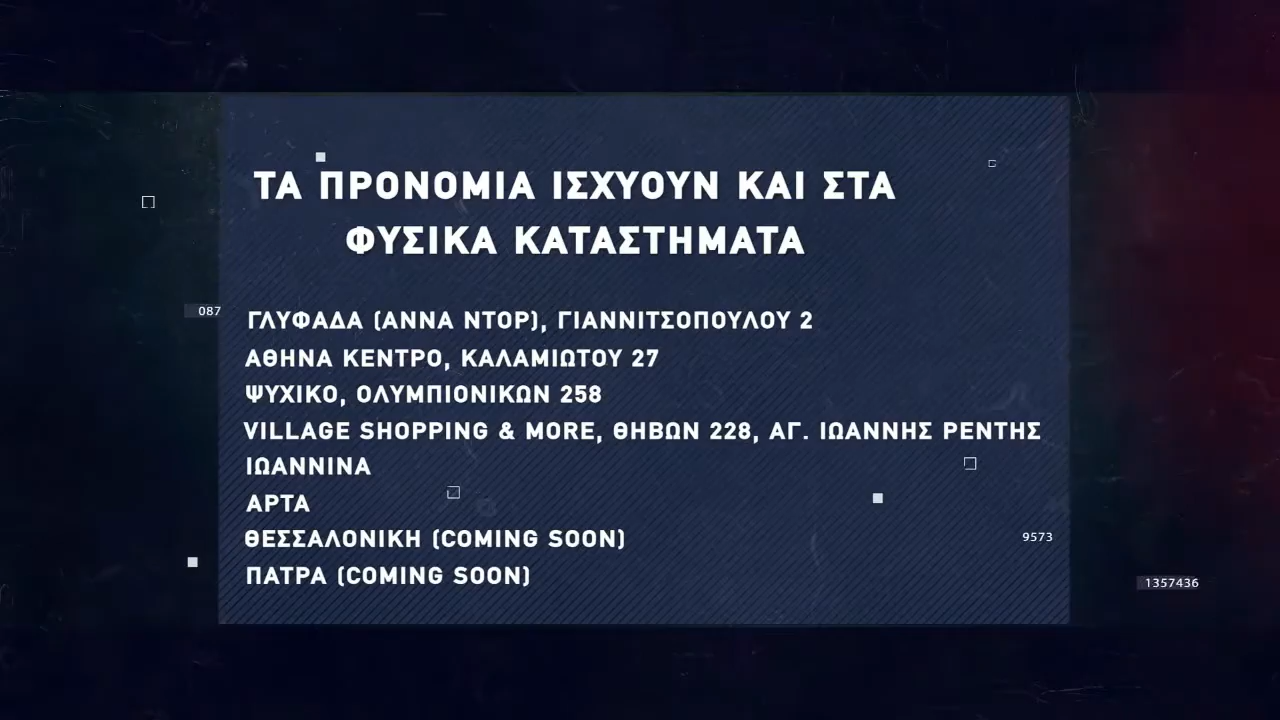 ΤΑ ΠΡΟΝΟΜΙΑ ΙΣΧΥΟΥΝ ΚΑΙ ΣΤΑ
ΦΥΣΙΚΑ ΚΑΤΑΣΤΗΜΑΤΑ
087
ΓΛΥΦΑΔΑ (ΑΝΝΑ ΝΤΟΡ), ΓΙΑΝΝΙΤΣΟΠΟΥΛΟΥ 2
ΑΘΗΝΑ ΚΕΝΤΡΟ, ΚΑΛΑΜΙΩΤΟΥ 27
ΨΥΧΙΚΟ, ΟΛΥΜΠΙΟΝΙΚΩΝ 258
VILLAGE SHOPPING & MORE, ΘΗΒΩΝ 228, ΑΓ. ΙΩΑΝΝΗΣ ΡΕΝΤΗΣ
ΙΩΑΝΝΙΝΑ
ΑΡΤΑ
ΘΕΣΣΑΛΟΝΙΚΗ (COMING SOON)
9573
ΠΑΤΡΑ (COMING SOON)
1357436